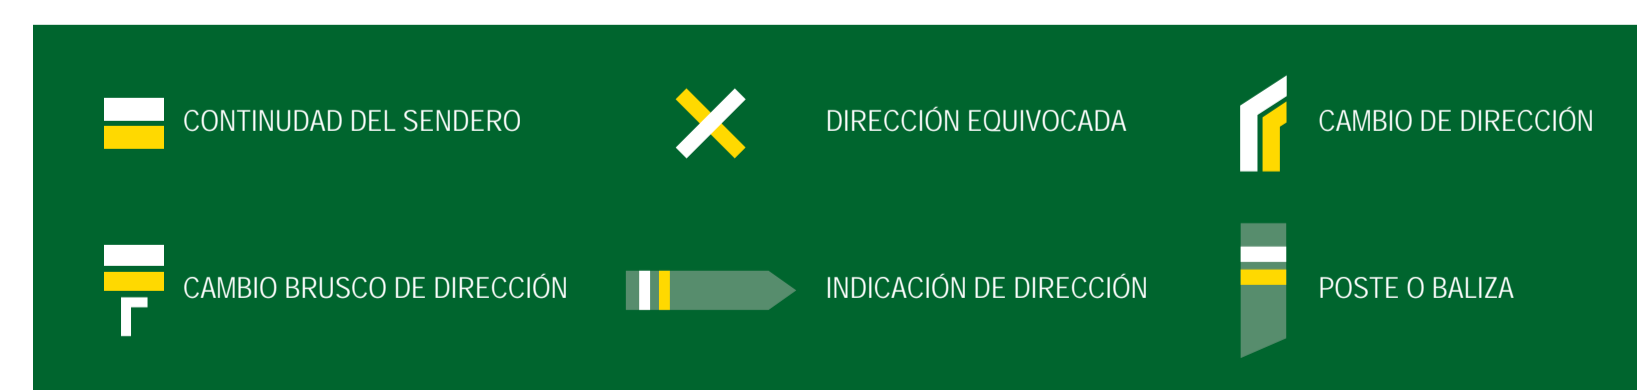 CONTINUDAD DEL SENDERO
DIRECCIÓN EQUIVOCADA
CAMBIO DE DIRECCIÓN
CAMBIO BRUSCO DE DIRECCIÓN
INDICACIÓN DE DIRECCIÓN
POSTE O BALIZA